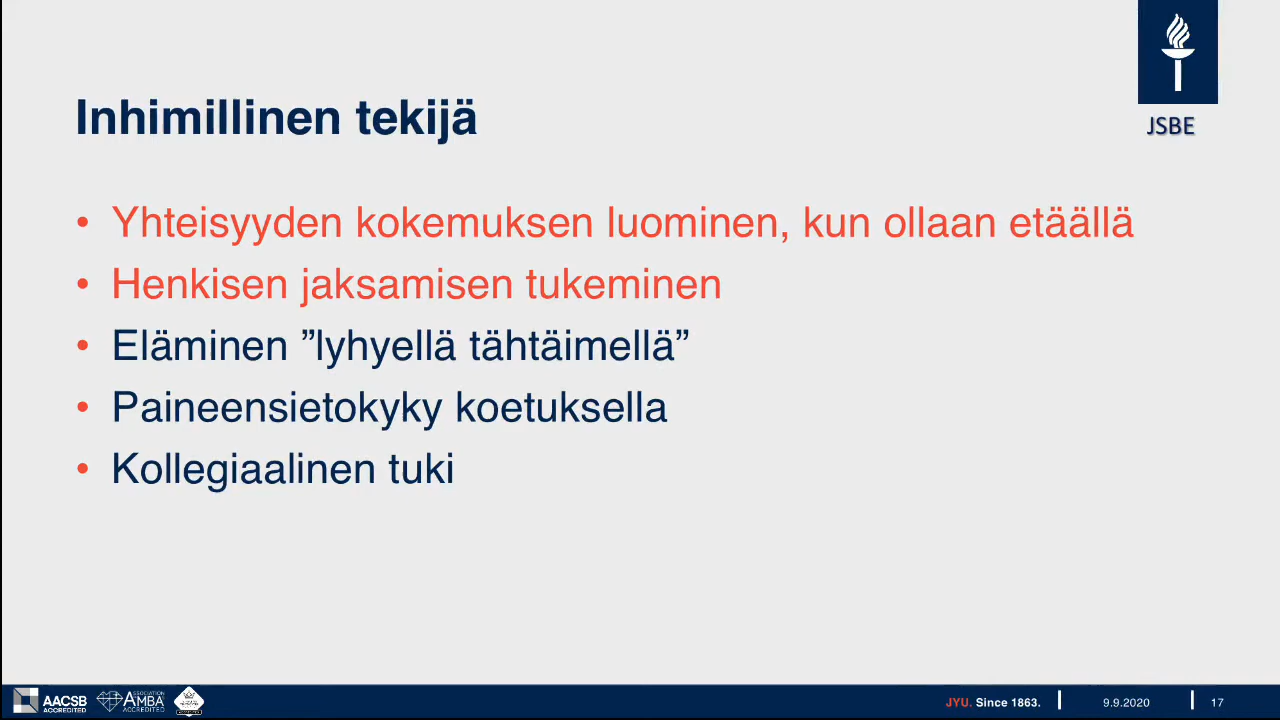 JSBE
Inhimillinen tekijä
• Yhteisyyden kokemuksen luominen, kun ollaan etäällä
• Henkisen jaksamisen tukeminen
• Eläminen ”lyhyellä tähtäimellä”
• Paineensietokyky koetuksella
• Kollegiaalinen tuki
AACSB
ACCREDITED
ASSOCIATION
AMBA
ACCREDITED
JYU. Since 1863.
9.9.2020
17